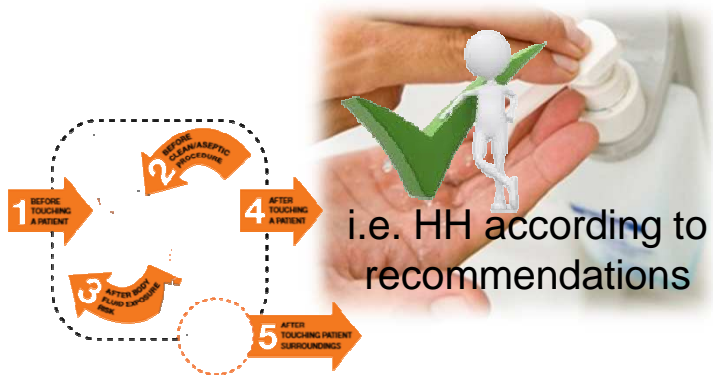 1 BEFORE
TOUCHING
A PATIENT
2 BEFORE
CLEAN/ASEPTIC
PROCEDURE
3 AFTER BODY
FLUID EXPOSURE
RISK
4 AFTER
TOUCHING
A PATIENT
5 AFTER
TOUCHING PATIENT
SURROUNDINGS
i.e. HH according to
recommendations